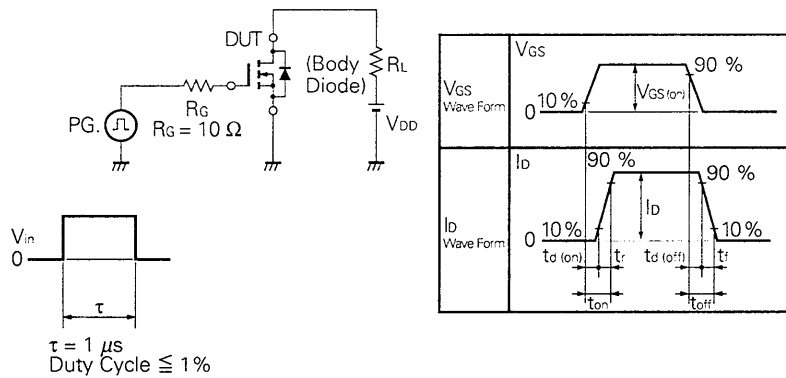 DUT
(Body
Diode)
RL
RG
RG = 10 Ω
PG.
VDD
Vin
0
τ
τ = 1 μs
Duty Cycle ≦ 1%
VGS
Wave Form
VGS
90 %
10 %
VGS (on)
0
ID
Wave Form
ID
90 %
90 %
ID
10 %
10 %
0
td (on)
tr
td (off)
tf
ton
toff